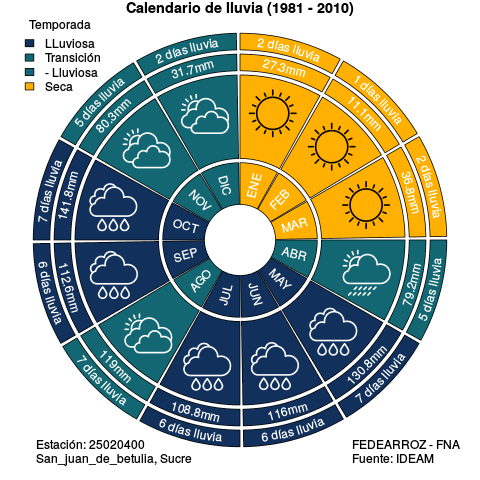 Calendario de lluvia (1981 - 2010)
Temporada
LLuviosa
Transición
- Lluviosa
Seca
2 días lluvia
27.3mm
ENE
1 días lluvia
11.1mm
FEB
2 días lluvia
36.8mm
MAR
5 días lluvia
79.2mm
ABR
7 días lluvia
130.8mm
MAY
6 días lluvia
116mm
JUN
6 días lluvia
108.8mm
JUL
7 días lluvia
119mm
AGO
6 días lluvia
112.6mm
SEP
7 días lluvia
141.8mm
OCT
5 días lluvia
80.3mm
NOV
2 días lluvia
31.7mm
DIC
Estación: 25020400
San_juan_de_betulia, Sucre
FEDEARROZ - FNA
Fuente: IDEAM